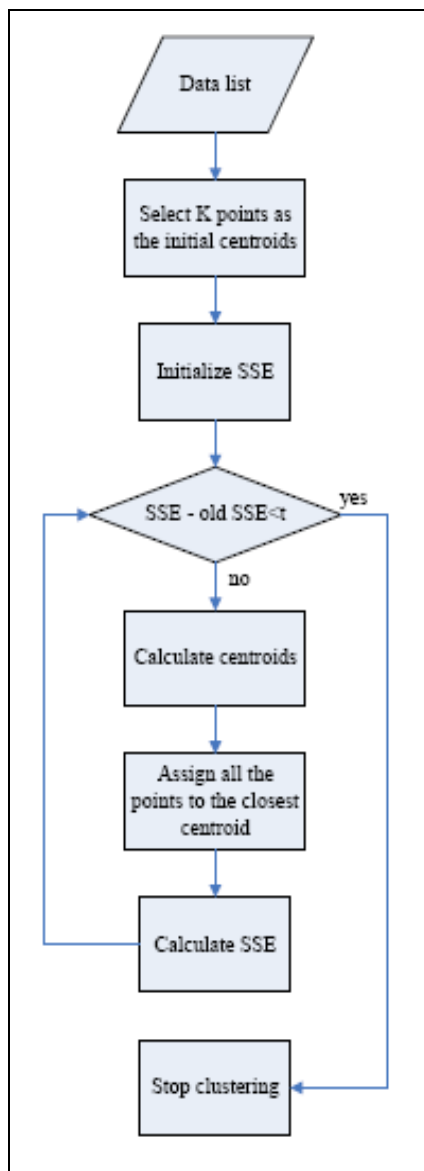 Data list
Select K points as
the initial centroids
Initialize SSE
SSE - old SSE<t
yes
no
Calculate centroids
Assign all the
points to the closest
centroid
Calculate SSE
Stop clustering